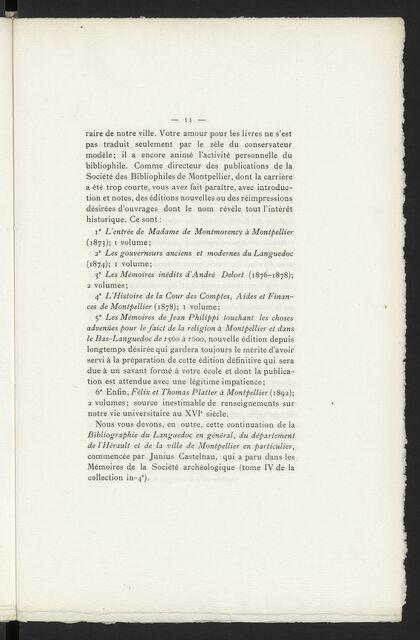 — 11 —
raire de notre ville. Votre amour pour les livres ne s'est
pas traduit seulement par le zèle du conservateur
modèle; il a encore animé l'activité personnelle du
bibliophile. Comme directeur des publications de la
Société des Bibliophiles de Montpellier, dont la carrière
a été trop courte, vous avez fait paraître, avec introduc-
tion et notes, des éditions nouvelles ou des réimpressions
désirées d'ouvrages dont le nom révèle tout l'intérêt
historique. Ce sont :
1° L'entrée de Madame de Montmorency à Montpellier
(1873); 1 volume;
2° Les gouverneurs anciens et modernes du Languedoc
(1874); 1 volume;
3° Les Mémoires inédits d'André Delort (1876-1878);
2 volumes;
4° L'Histoire de la Cour des Comptes, Aides et Finan-
ces de Montpellier (1878); 1 volume;
5° Les Mémoires de Jean Philippi touchant les choses
advenües pour le faict de la religion à Montpellier et dans
le Bas-Languedoc de 1560 à 1600, nouvelle édition depuis
longtemps désirée qui gardera toujours le mérite d'avoir
servi à la préparation de cette édition définitive qui sera
due à un savant formé à votre école et dont la publica-
tion est attendue avec une légitime impatience;
6° Enfin, Félix et Thomas Platter à Montpellier (1892);
2 volumes; source inestimable de renseignements sur
notre vie universitaire au XVIᵉ siècle.
Nous vous devons, en outre, cette continuation de la
Bibliographie du Languedoc en général, du département
de l'Hérault et de la ville de Montpellier en particulier,
commencée par Junius Castelnau, qui a paru dans les
Mémoires de la Société archéologique (tome IV de la
collection in-4°).